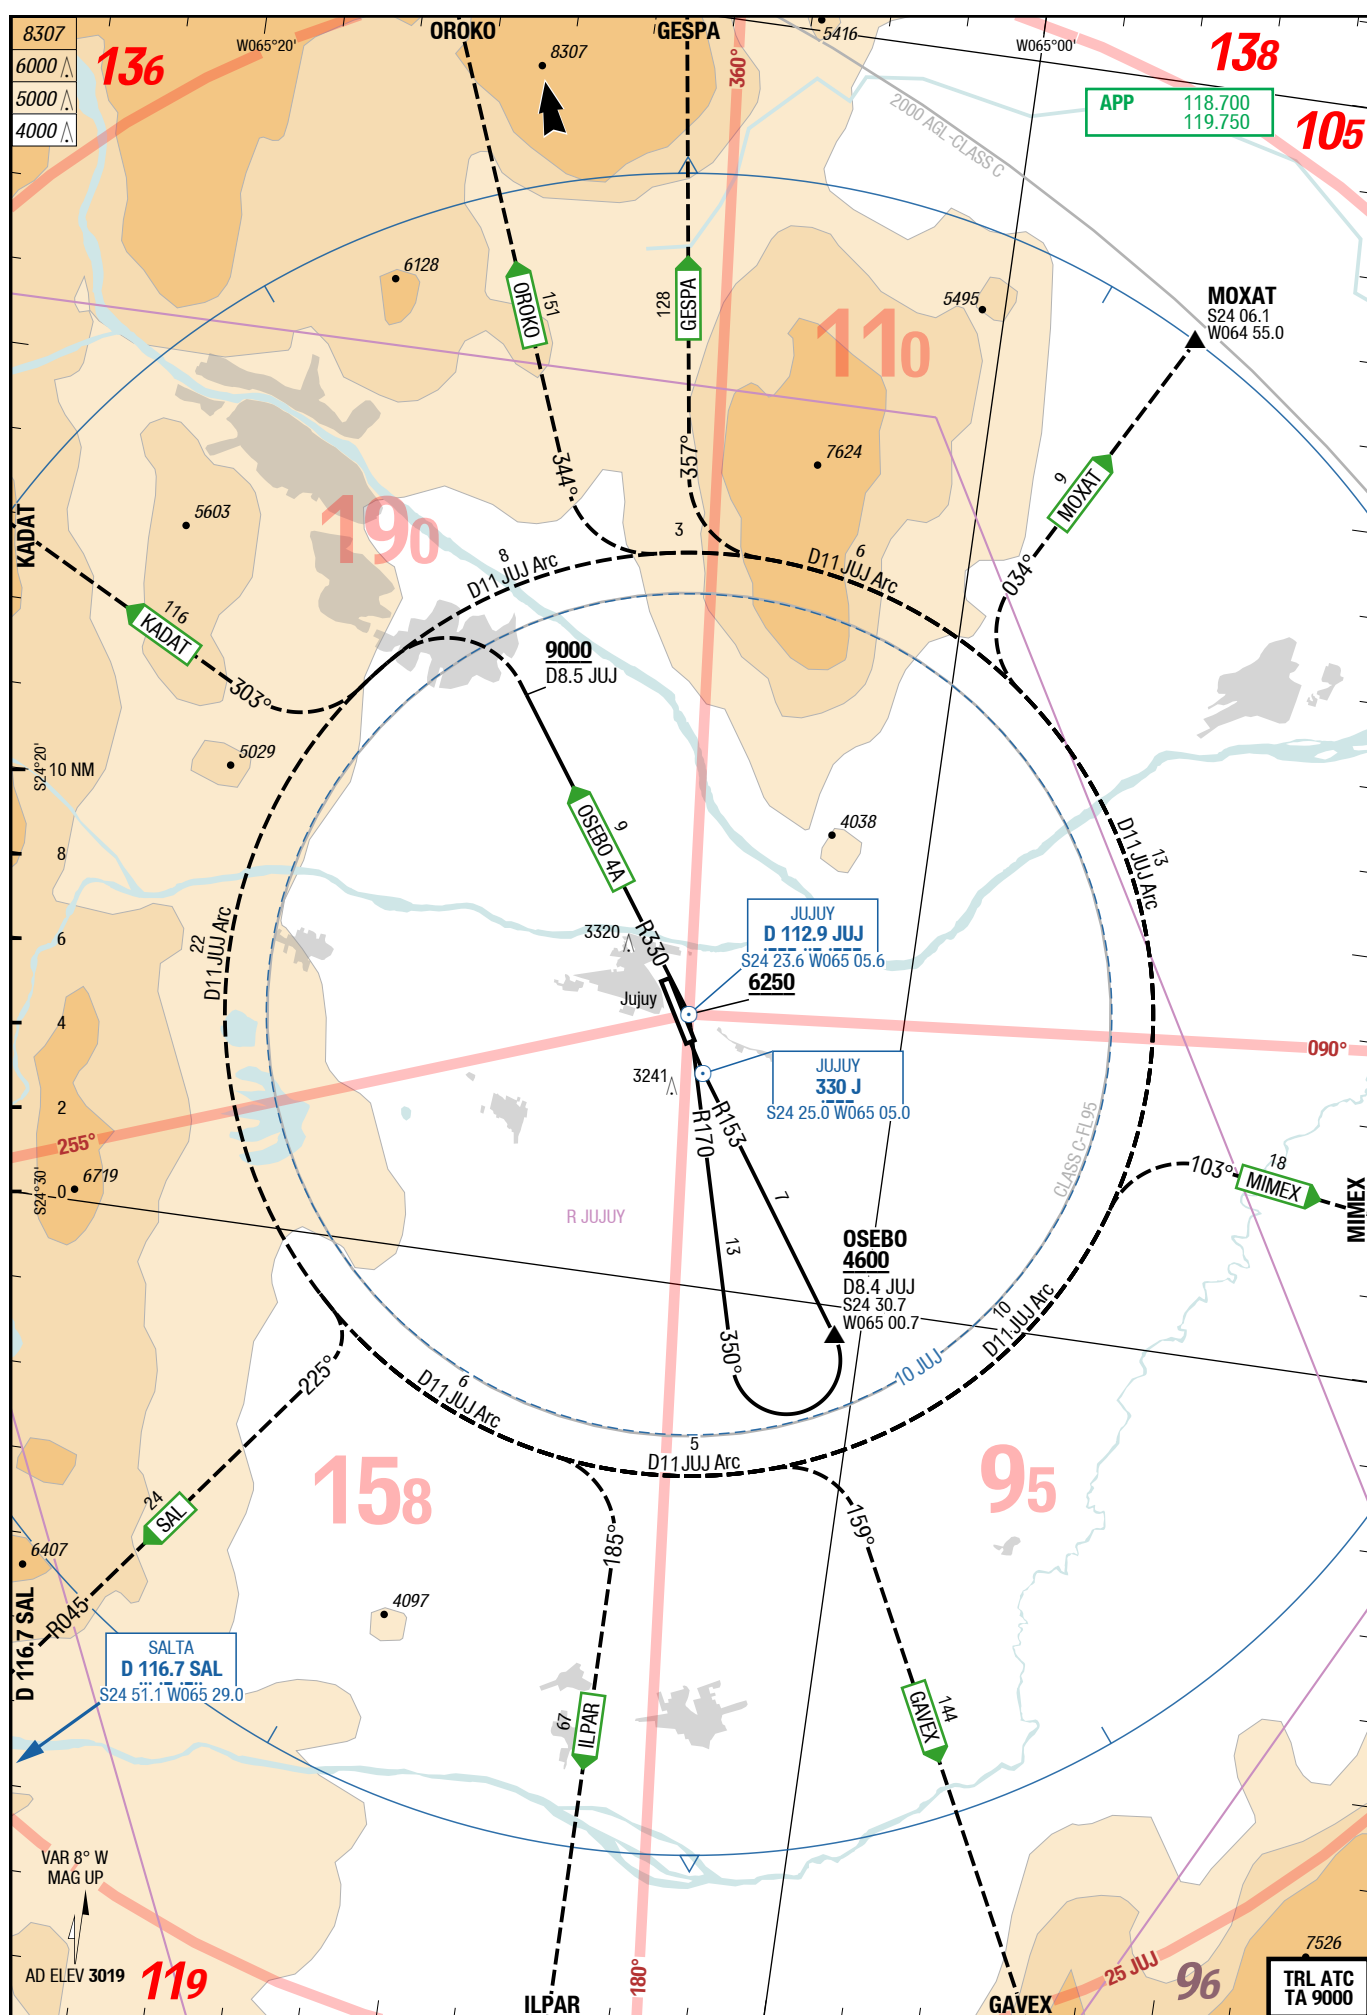 8307
6000
5000
4000
136
W065°20'
OROKO
8307
GESPA
360°
5416
W065°00'
138
APP 118.700
119.750
105
2000 AGL-CLASS C
6128
OROKO
151
128
GESPA
5495
MOXAT
S24 06.1
W064 55.0
110
344°
357°
7624
9
MOXAT
034°
KADAT
5603
190
3
8
D11 JUJ Arc
6
D11 JUJ Arc
116
KADAT
303°
9000
D8.5 JUJ
5029
S24°20'
10 NM
8
6
4
2
0
S24°30'
9
OSEBO 4A
4038
13
D11 JUJ Arc
22
D11 JUJ Arc
R330
3320
Jujuy
JUJUY
D 112.9 JUJ
S24 23.6 W065 05.6
6250
090°
3241
JUJUY
330 J
S24 25.0 W065 05.0
R153
R170
CLASS C-FL95
255°
6719
R JUJUY
7
13
103°
18
MIMEX
MIMEX
OSEBO
4600
D8.4 JUJ
S24 30.7
W065 00.7
350°
10
D11 JUJ Arc
10 JUJ
225°
6
D11 JUJ Arc
5
D11 JUJ Arc
158
95
24
SAL
185°
159°
6407
R045
4097
D 116.7 SAL
SALTA
D 116.7 SAL
S24 51.1 W065 29.0
67
ILPAR
GAVEX
144
VAR 8° W
MAG UP
AD ELEV 3019
119
180°
ILPAR
GAVEX
25 JUJ
96
7526
TRL ATC
TA 9000